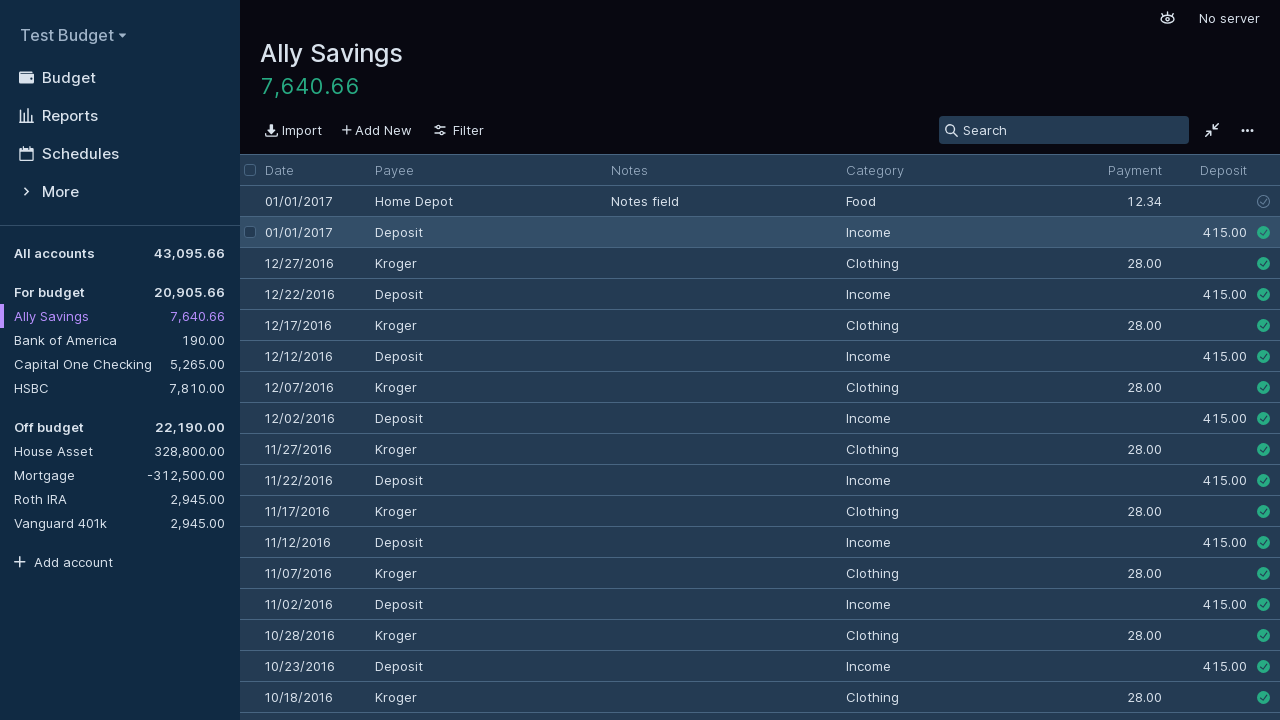 Test Budget
Budget
Reports
Schedules
More
All accounts 43,095.66
For budget 20,905.66
Ally Savings 7,640.66
Bank of America 190.00
Capital One Checking 5,265.00
HSBC 7,810.00
Off budget 22,190.00
House Asset 328,800.00
Mortgage -312,500.00
Roth IRA 2,945.00
Vanguard 401k 2,945.00
Add account
No server
Ally Savings
7,640.66
Import Add New Filter Search
Date Payee Notes Category Payment Deposit
01/01/2017 Home Depot Notes field Food 12.34
01/01/2017 Deposit Income 415.00
12/27/2016 Kroger Clothing 28.00
12/22/2016 Deposit Income 415.00
12/17/2016 Kroger Clothing 28.00
12/12/2016 Deposit Income 415.00
12/07/2016 Kroger Clothing 28.00
12/02/2016 Deposit Income 415.00
11/27/2016 Kroger Clothing 28.00
11/22/2016 Deposit Income 415.00
11/17/2016 Kroger Clothing 28.00
11/12/2016 Deposit Income 415.00
11/07/2016 Kroger Clothing 28.00
11/02/2016 Deposit Income 415.00
10/28/2016 Kroger Clothing 28.00
10/23/2016 Deposit Income 415.00
10/18/2016 Kroger Clothing 28.00